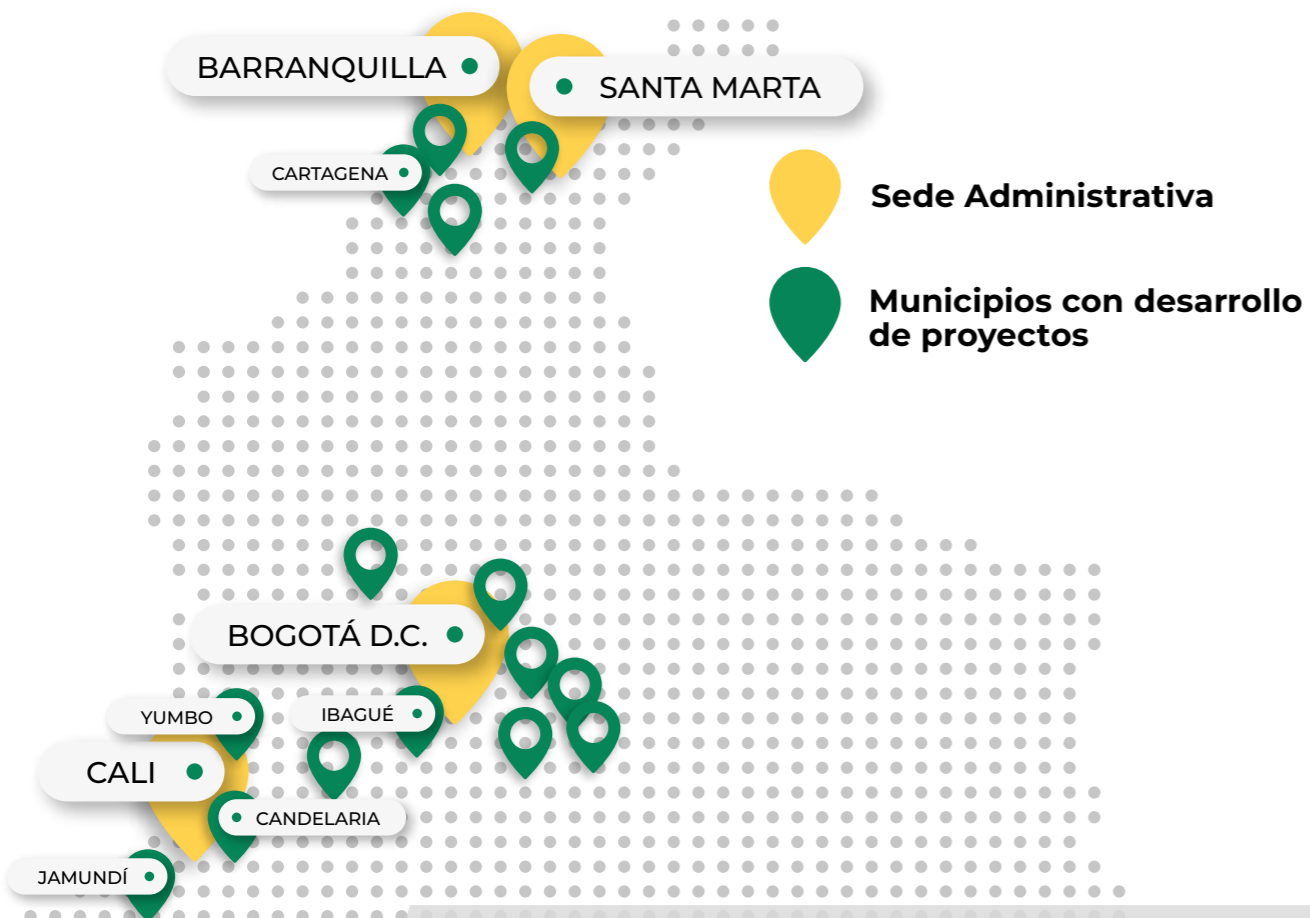 BARRANQUILLA
SANTA MARTA
CARTAGENA
Sede Administrativa
Municipios con desarrollo
de proyectos
BOGOTÁ D.C.
YUMBO
IBAGUÉ
CALI
CANDELARIA
JAMUNDÍ